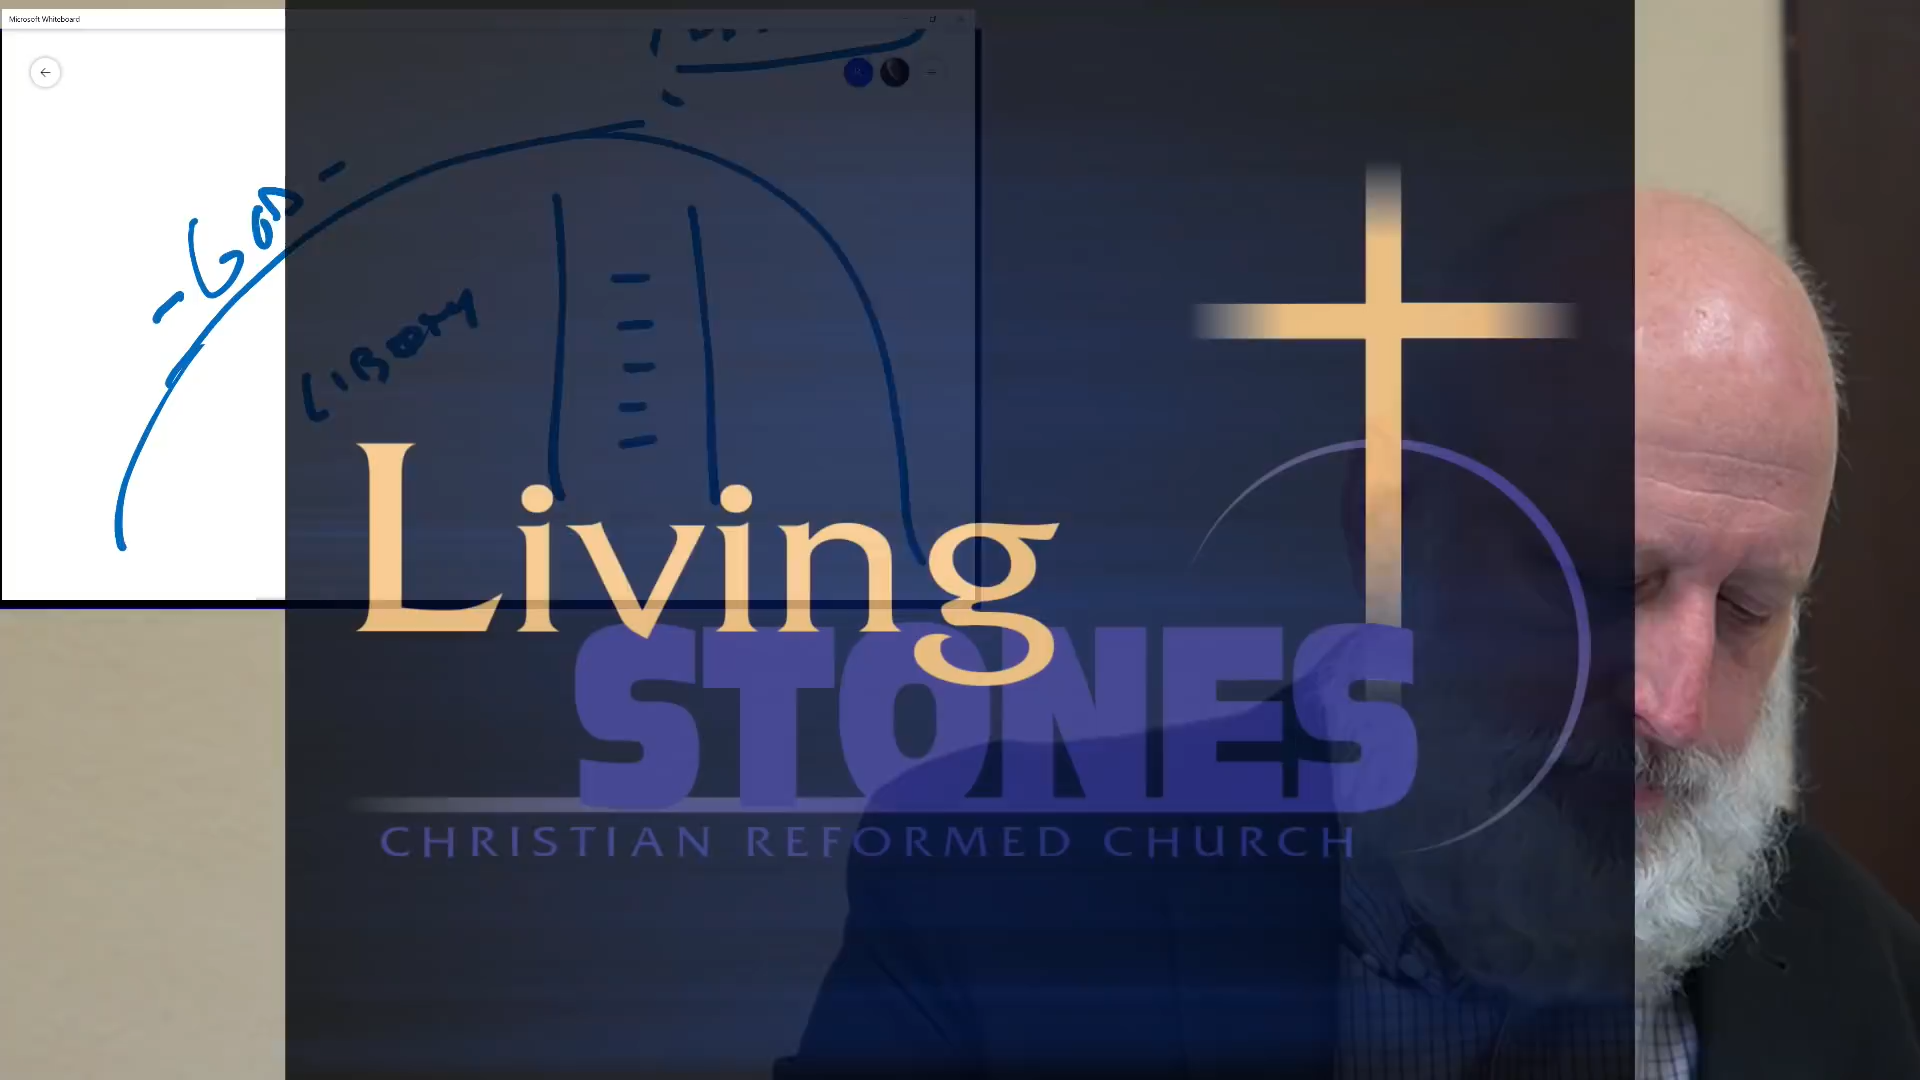 Microsoft Whiteboard
- GOD -
LIBERTY
Living
STONES
CHRISTIAN REFORMED CHURCH